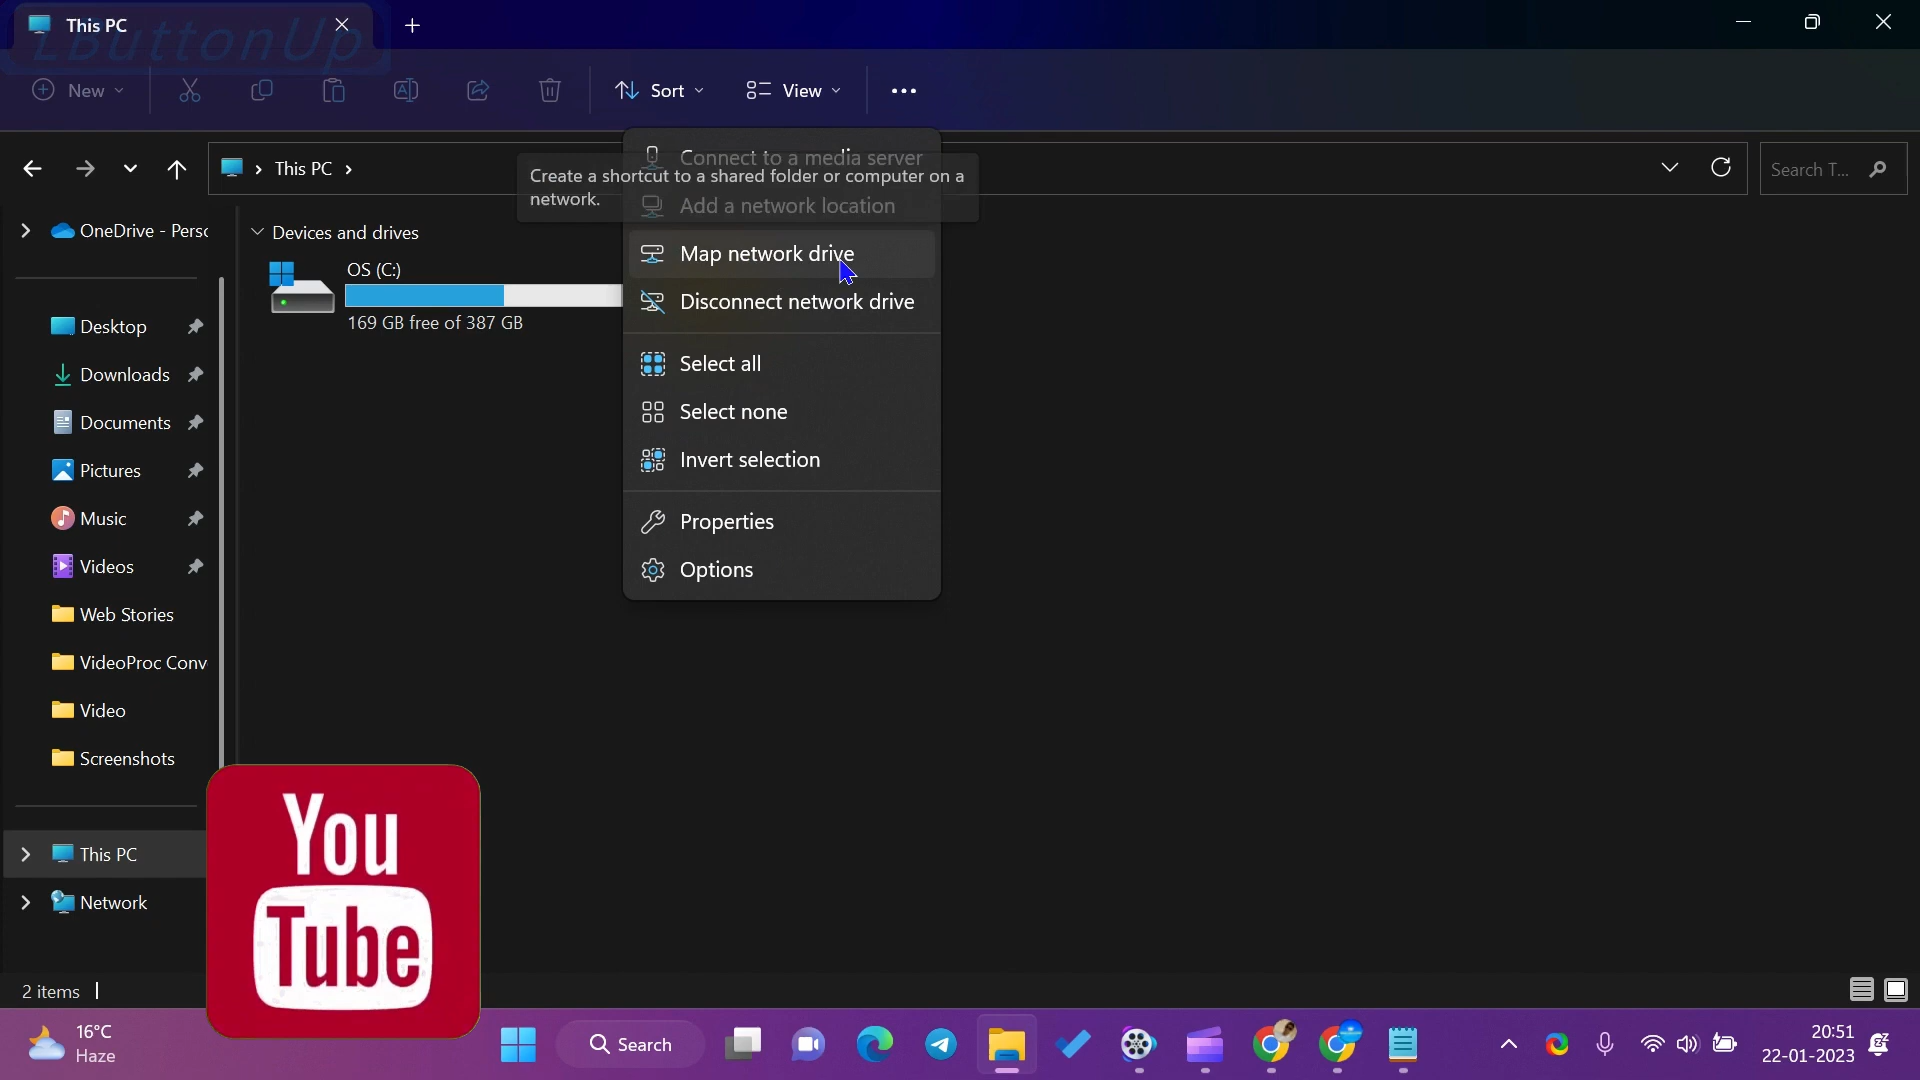 This PC
LButtonUp
New
Sort
View
This PC
Search T...
Connect to a media server
Create a shortcut to a shared folder or computer on a
network.
Add a network location
Map network drive
Disconnect network drive
Select all
Select none
Invert selection
Properties
Options
OneDrive - Pers
Desktop
Downloads
Documents
Pictures
Music
Videos
Web Stories
VideoProc Conv
Video
Screenshots
This PC
Network
Devices and drives
OS (C:)
169 GB free of 387 GB
You
Tube
2 items
16°C
Haze
Search
20:51
22-01-2023